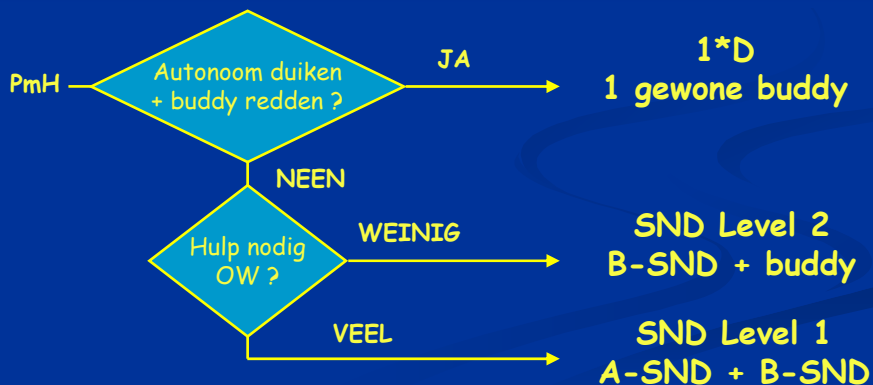 PmH
Autonoom duiken
+ buddy redden ?
JA
1*D
1 gewone buddy
NEEN
Hulp nodig
OW ?
WEINIG
SND Level 2
B-SND + buddy
VEEL
SND Level 1
A-SND + B-SND